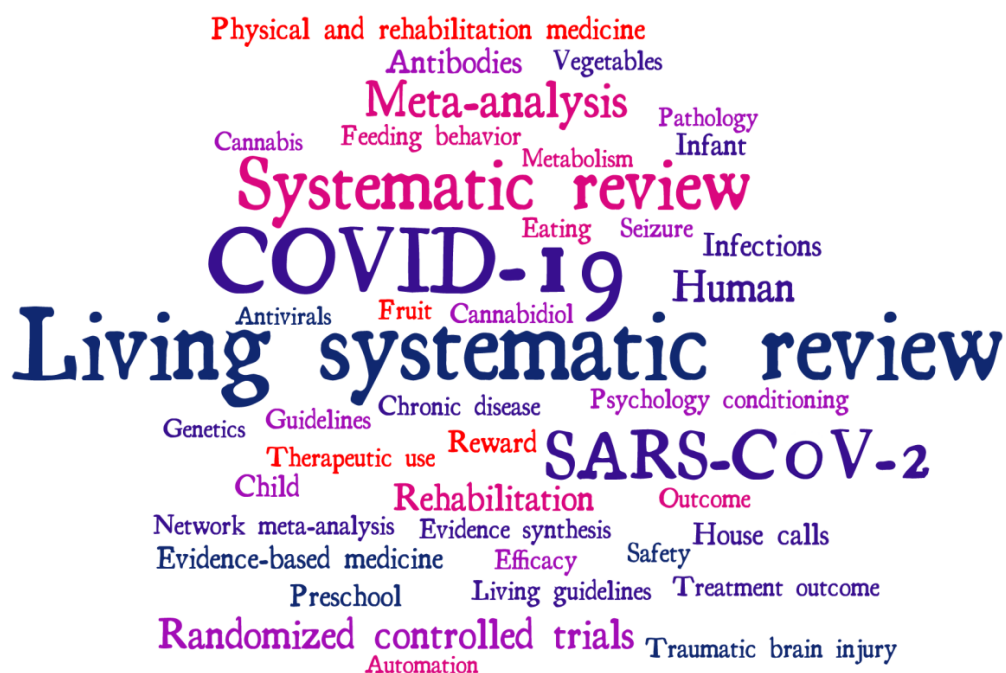 Physical and rehabilitation medicine
Antibodies Vegetables
Meta-analysis
Pathology
Cannabis Feeding behavior Infant
Metabolism
Systematic review
Eating Seizure
Infections
COVID-19
Human
Antivirals Fruit Cannabidiol
Living systematic review
Chronic disease Psychology conditioning
Genetics Guidelines
Reward
Therapeutic use
SARS-CoV-2
Child
Rehabilitation Outcome
Network meta-analysis Evidence synthesis House calls
Evidence-based medicine Efficacy Safety
Preschool Living guidelines Treatment outcome
Randomized controlled trials Traumatic brain injury
Automation